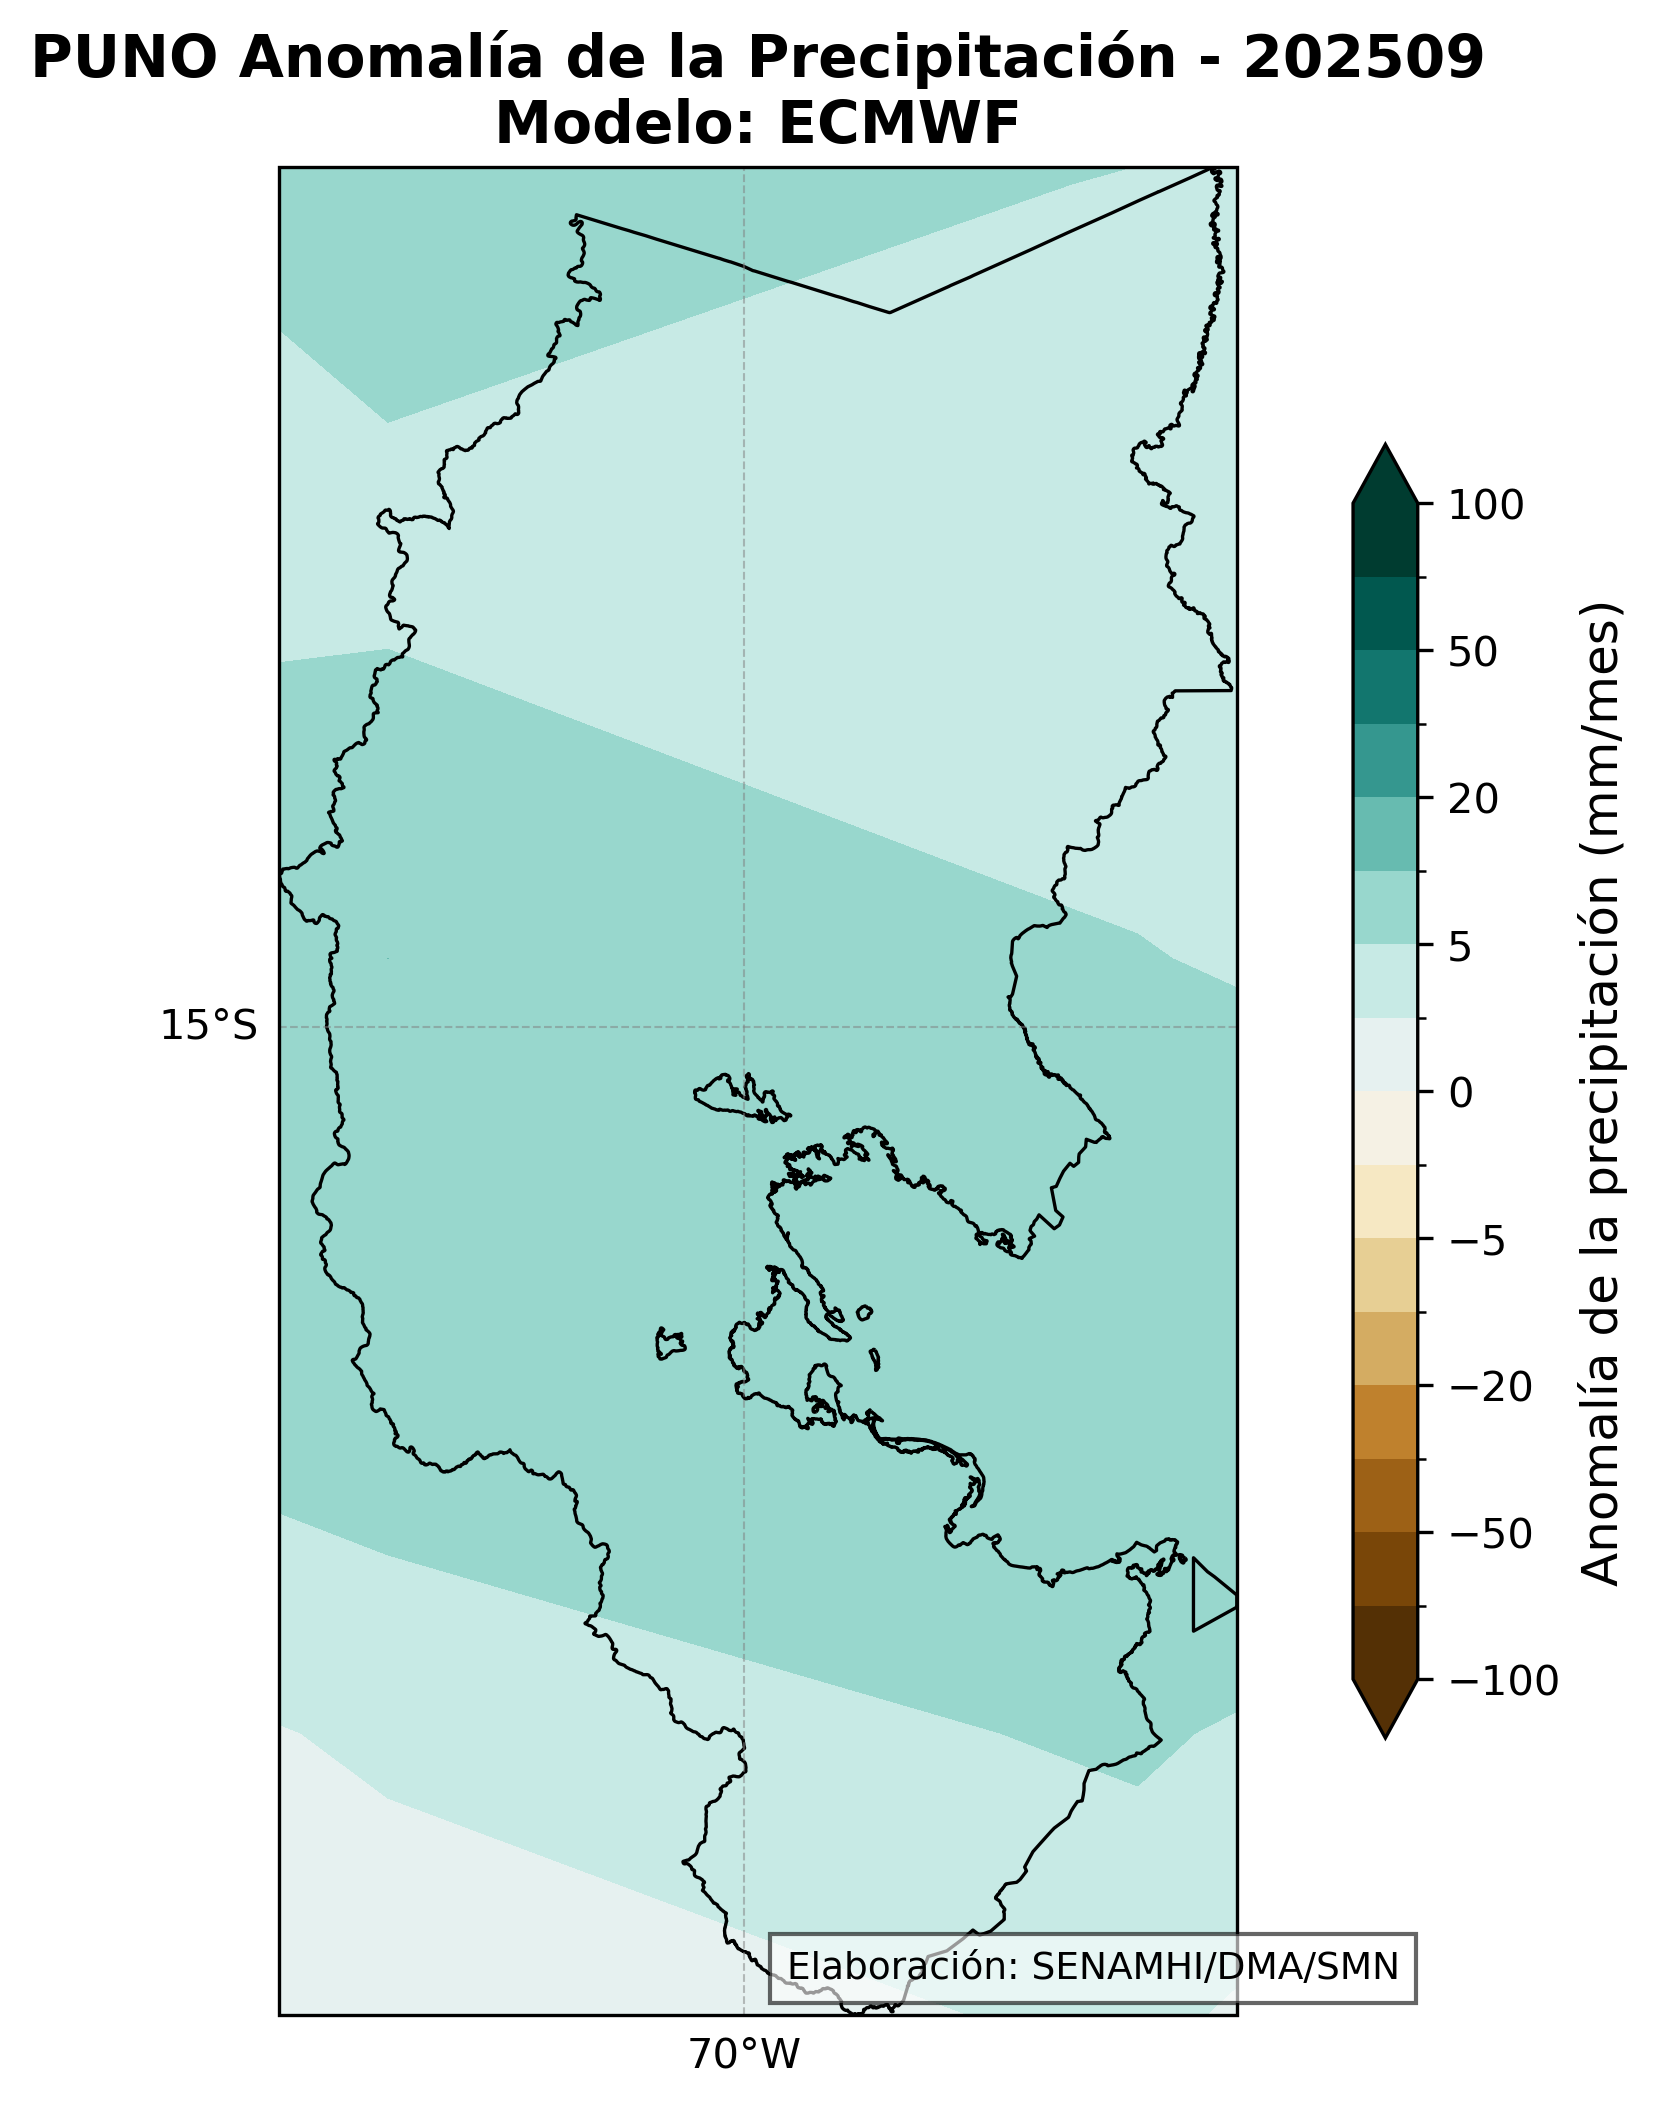 PUNO Anomalía de la Precipitación - 202509
Modelo: ECMWF
100
50
20
5
0
−5
−20
−50
−100
Anomalía de la precipitación (mm/mes)
15°S
Elaboración: SENAMHI/DMA/SMN
70°W